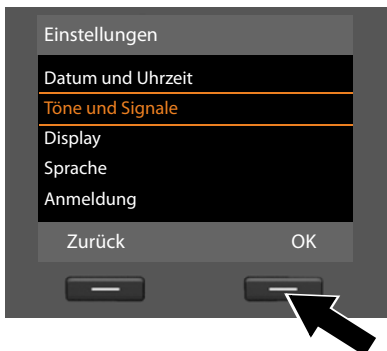 Einstellungen
Datum und Uhrzeit
Töne und Signale
Display
Sprache
Anmeldung
Zurück OK